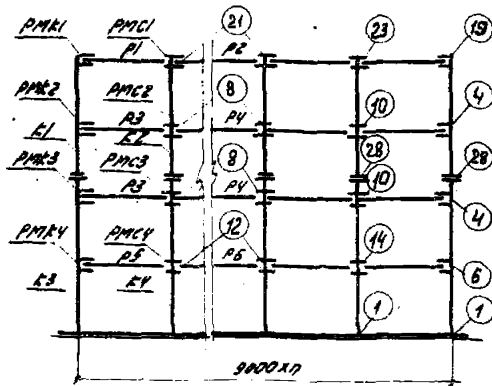 РМК1 РМС1 21 23 19
Р1 Р2
РМК2 РМС2 8 10 4
К1 Р3 К2 Р4 28 28
РМК3 РМС3 8 10 4
Р3 Р4
РМК4 РМС4 12 14 6
Р5 Р6
К3 К4 1 1
9000хп